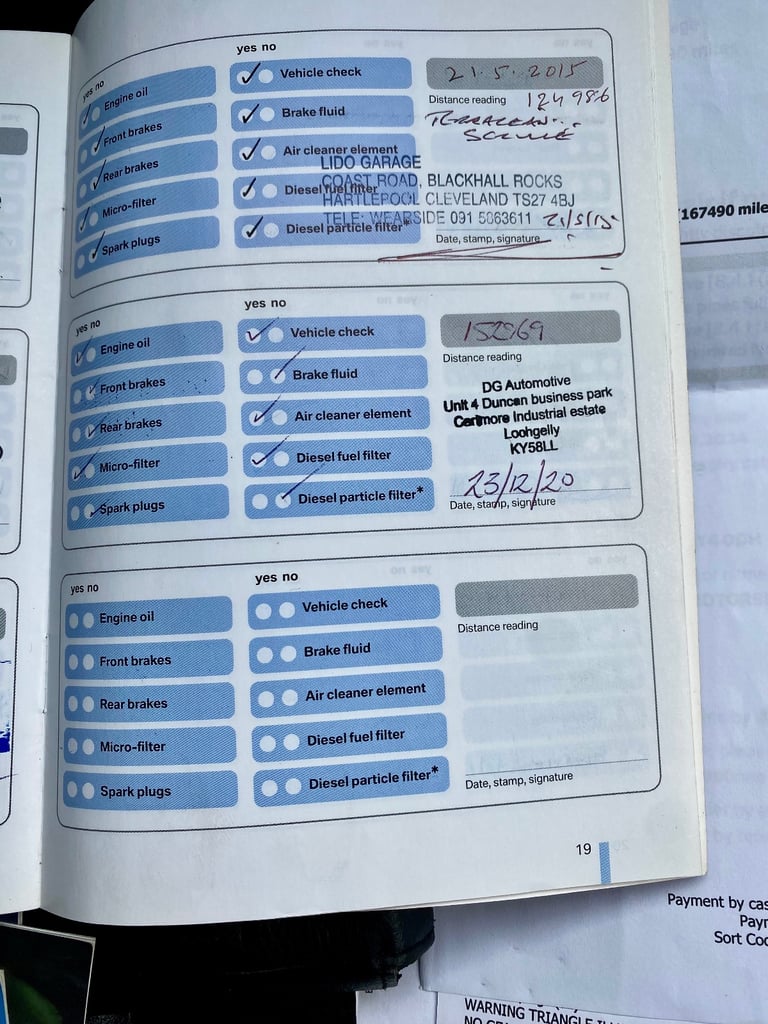 yes no
Engine oil
Front brakes
Rear brakes
Micro-filter
Spark plugs
yes no
Vehicle check
Brake fluid
Air cleaner element
Diesel fuel filter
Diesel particle filter*
21.5.2015
Distance reading 124986
LIDO GARAGE
COAST ROAD, BLACKHALL ROCKS
HARTLEPOOL CLEVELAND TS27 4BJ
TELE: WEARSIDE 091 5863611 21/5/15
Date, stamp, signature
167490 mile
yes no
Engine oil
Front brakes
Rear brakes
Micro-filter
Spark plugs
yes no
Vehicle check
Brake fluid
Air cleaner element
Diesel fuel filter
Diesel particle filter*
152969
Distance reading
DG Automotive
Unit 4 Duncan business park
Cartmore Industrial estate
Lochgelly
KY58LL
23/12/20
Date, stamp, signature
yes no
Engine oil
Front brakes
Rear brakes
Micro-filter
Spark plugs
yes no
Vehicle check
Brake fluid
Air cleaner element
Diesel fuel filter
Diesel particle filter*
Distance reading
Date, stamp, signature
19
Payment by cas
Payr
Sort Coc
WARNING TRIANGLE